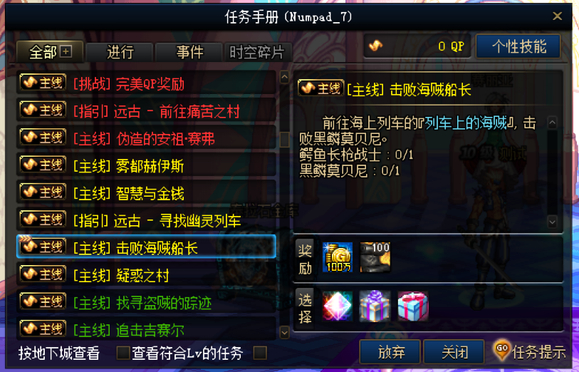 任务手册 (Numpad_7)
全部 进行 事件 时空碎片
0 QP 个性技能
主线 [挑战] 完美QP奖励
主线 [指引] 远古 - 前往痛苦之村
主线 [主线] 伪造的安祖·赛弗
主线 [主线] 雾都赫伊斯
主线 [主线] 智慧与金钱
主线 [指引] 远古 - 寻找幽灵列车
主线 [主线] 击败海贼船长
主线 [主线] 疑惑之村
主线 [主线] 找寻盗贼的踪迹
主线 [主线] 追击吉赛尔
按地下城查看 查看符合Lv的任务
主线 [主线] 击败海贼船长
前往海上列车的『列车上的海贼』,击
败黑鳞莫贝尼。
鳄鱼长枪战士 : 0/1
黑鳞莫贝尼 : 0/1
奖励
100万
100
选择
放弃 关闭 GO 任务提示